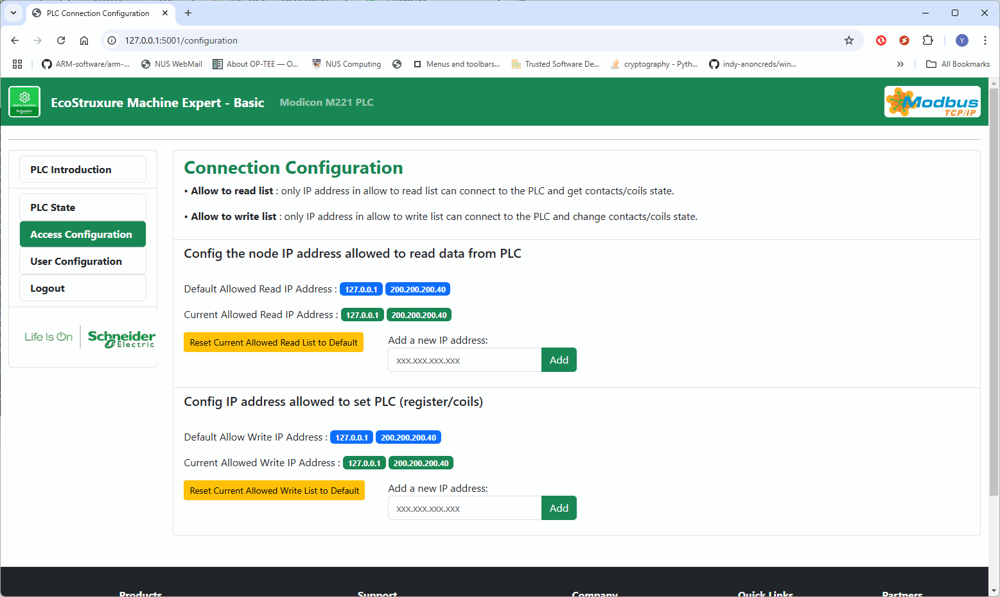 PLC Connection Configuration
127.0.0.1:5001/configuration
Y
ARM-software/arm-...
NUS WebMail
About OP-TEE — O...
NUS Computing
Menus and toolbars...
Trusted Software De...
cryptography - Pyth...
indy-anoncreds/win...
All Bookmarks
EcoStruxure Machine Expert - Basic
Modicon M221 PLC
Schneider
Electric
Modbus
TCP/IP
PLC Introduction
PLC State
Access Configuration
User Configuration
Logout
Life Is On
Schneider
Electric
Connection Configuration
• Allow to read list : only IP address in allow to read list can connect to the PLC and get contacts/coils state.
• Allow to write list : only IP address in allow to write list can connect to the PLC and change contacts/coils state.
Config the node IP address allowed to read data from PLC
Default Allowed Read IP Address : 127.0.0.1 200.200.200.40
Current Allowed Read IP Address : 127.0.0.1 200.200.200.40
Reset Current Allowed Read List to Default
Add a new IP address:
xxx.xxx.xxx.xxx
Add
Config IP address allowed to set PLC (register/coils)
Default Allow Write IP Address : 127.0.0.1 200.200.200.40
Current Allowed Write IP Address : 127.0.0.1 200.200.200.40
Reset Current Allowed Write List to Default
Add a new IP address:
xxx.xxx.xxx.xxx
Add
Products
Support
Company
Quick Links
Partners